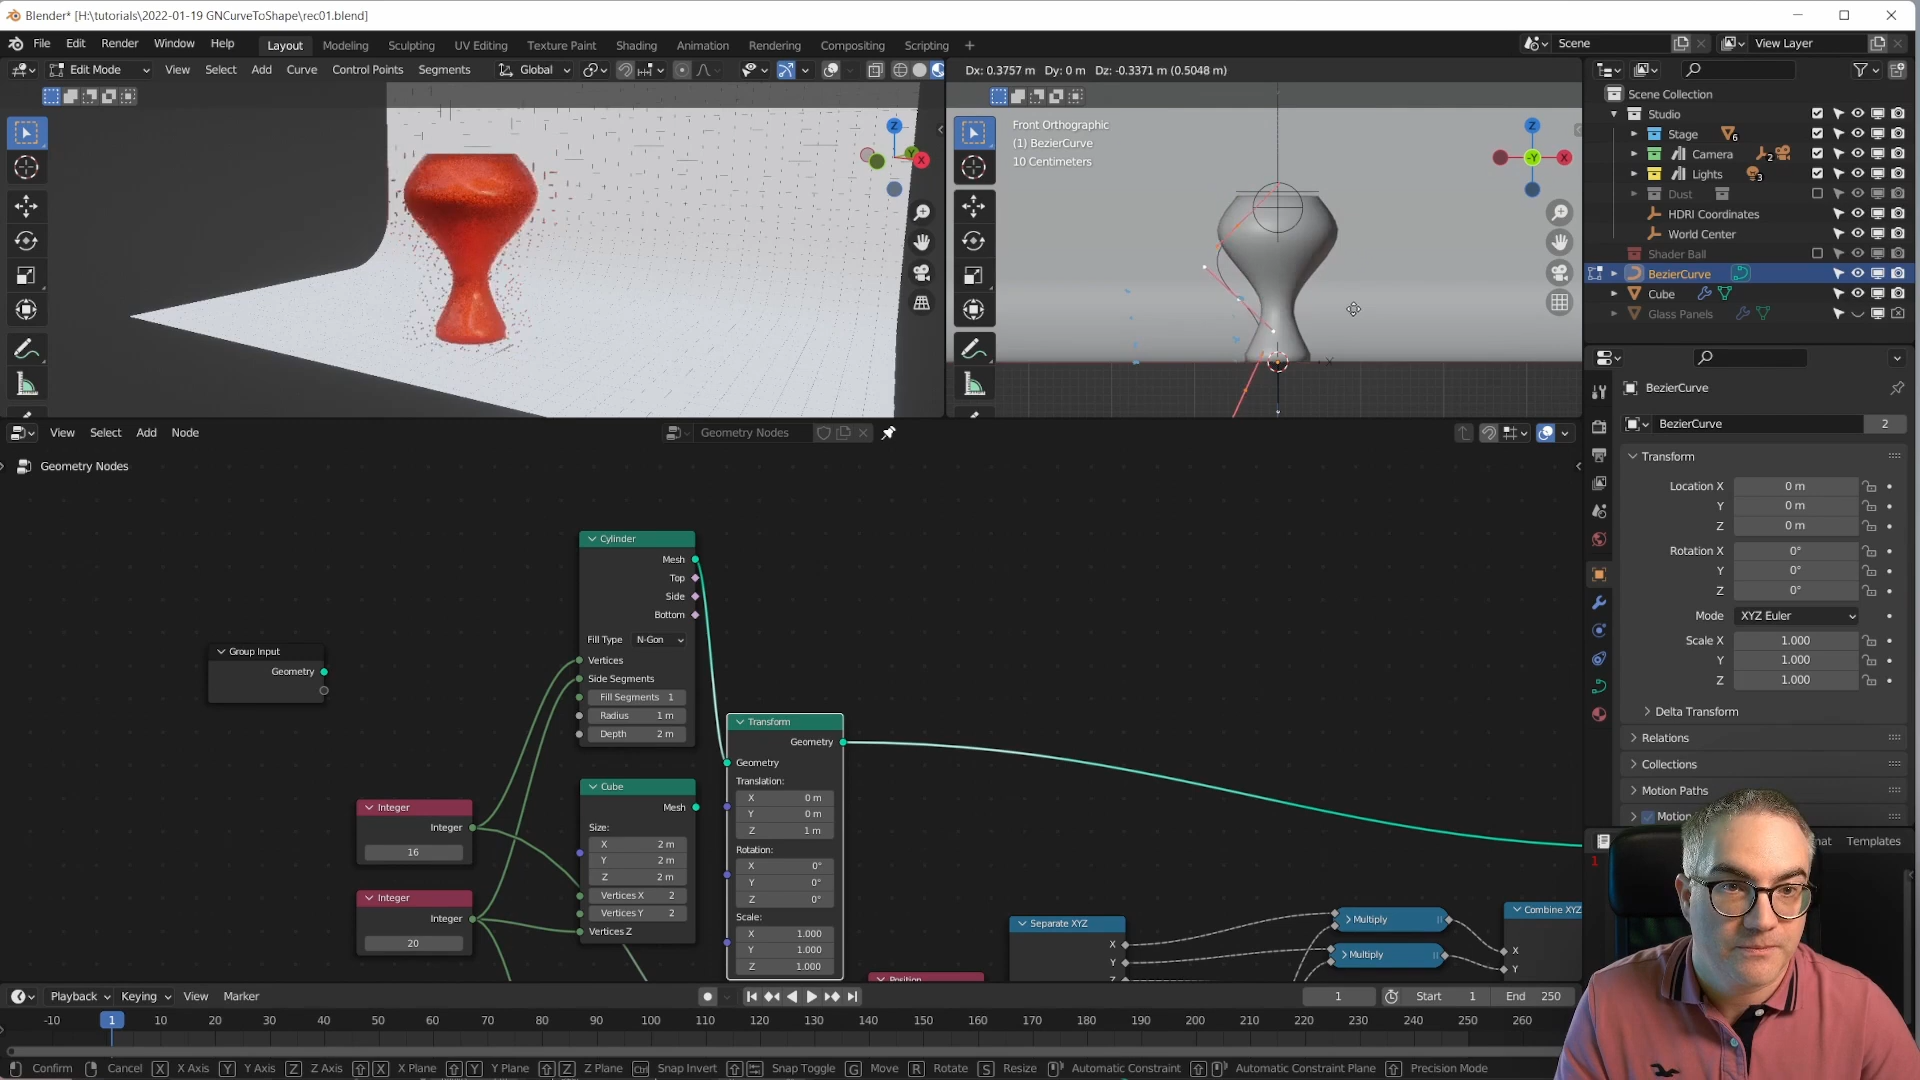 Blender* [H:\tutorials\2022-01-19 GNCurveToShape\rec01.blend]
File Edit Render Window Help Layout Modeling Sculpting UV Editing Texture Paint Shading Animation Rendering Compositing Scripting + Scene View Layer
Edit Mode View Select Add Curve Control Points Segments Global Dx: 0.3757 m Dy: 0 m Dz: -0.3371 m (0.5048 m)
Scene Collection
Studio
Stage 6
Camera 2
Lights 3
Dust
HDRI Coordinates
World Center
Shader Ball
BezierCurve
Cube
Glass Panels
Z
Y
X
Front Orthographic
(1) BezierCurve
10 Centimeters
Z
-Y
X
BezierCurve
BezierCurve 2
Transform
Location X 0 m
Y 0 m
Z 0 m
Rotation X 0°
Y 0°
Z 0°
Mode XYZ Euler
Scale X 1.000
Y 1.000
Z 1.000
Delta Transform
Relations
Collections
Motion Paths
Motion
Templates
1
View Select Add Node Geometry Nodes
Geometry Nodes
Group Input
Geometry
Integer
Integer
16
Integer
Integer
20
Cylinder
Mesh
Top
Side
Bottom
Fill Type N-Gon
Vertices
Side Segments
Fill Segments 1
Radius 1 m
Depth 2 m
Cube
Mesh
Size:
X 2 m
Y 2 m
Z 2 m
Vertices X 2
Vertices Y 2
Vertices Z
Transform
Geometry
Geometry
Translation:
X 0 m
Y 0 m
Z 1 m
Rotation:
X 0°
Y 0°
Z 0°
Scale:
X 1.000
Y 1.000
Z 1.000
Position
Separate XYZ
X
Y
Z
Multiply
Multiply
Combine XYZ
X
Y
Playback Keying View Marker 1 Start 1 End 250
-10 1 10 20 30 40 50 60 70 80 90 100 110 120 130 140 150 160 170 180 190 200 210 220 230 240 250 260
Confirm Cancel X X Axis Y Y Axis Z Z Axis X X Plane Y Y Plane Z Z Plane Ctrl Snap Invert Snap Toggle G Move R Rotate S Resize Automatic Constraint Automatic Constraint Plane Precision Mode